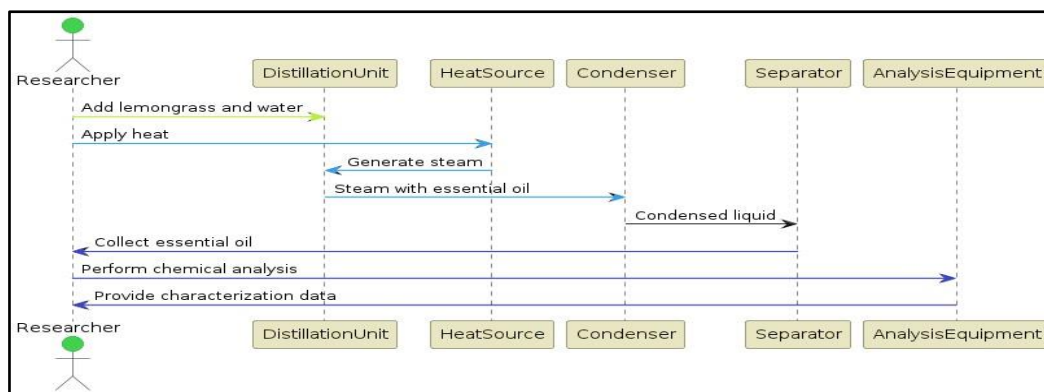 Researcher
DistillationUnit HeatSource Condenser Separator AnalysisEquipment
Add lemongrass and water
Apply heat
Generate steam
Steam with essential oil
Condensed liquid
Collect essential oil
Perform chemical analysis
Provide characterization data
Researcher
DistillationUnit HeatSource Condenser Separator AnalysisEquipment